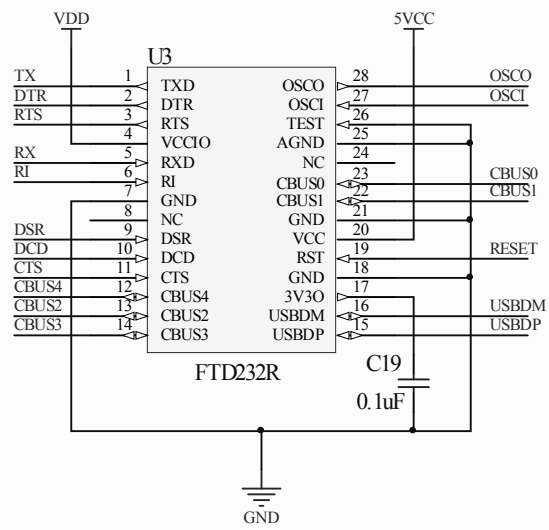 VDD 5VCC
U3
TX 1 TXD OSCO 28 OSCO
DTR 2 DTR OSCI 27 OSCI
RTS 3 RTS TEST 26
4 VCCIO AGND 25
RX 5 RXD NC 24
RI 6 RI CBUS0 23 CBUS0
7 GND CBUS1 22 CBUS1
8 NC GND 21
DSR 9 DSR VCC 20
DCD 10 DCD RST 19 RESET
CTS 11 CTS GND 18
CBUS4 12 CBUS4 3V3O 17
CBUS2 13 CBUS2 USBDM 16 USBDM
CBUS3 14 CBUS3 USBDP 15 USBDP
FTD232R
C19
0.1uF
GND